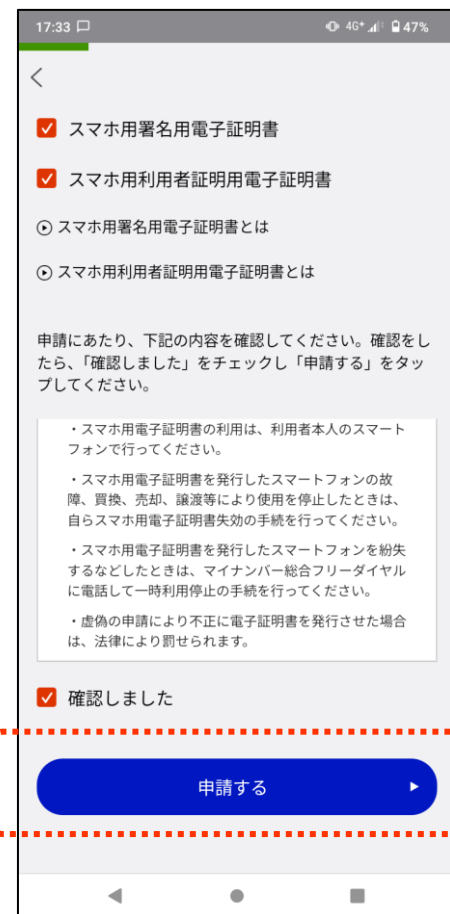 17:33 4G+ 47%
スマホ用署名用電子証明書
スマホ用利用者証明用電子証明書
スマホ用署名用電子証明書とは
スマホ用利用者証明用電子証明書とは
申請にあたり、下記の内容を確認してください。確認をし
たら、「確認しました」をチェックし「申請する」をタッ
プしてください。
・スマホ用電子証明書の利用は、利用者本人のスマート
フォンで行ってください。
・スマホ用電子証明書を発行したスマートフォンの故
障、買換、売却、譲渡等により使用を停止したときは、
自らスマホ用電子証明書失効の手続を行ってください。
・スマホ用電子証明書を発行したスマートフォンを紛失
するなどしたときは、マイナンバー総合フリーダイヤル
に電話して一時利用停止の手続を行ってください。
・虚偽の申請により不正に電子証明書を発行させた場合
は、法律により罰せられます。
確認しました
申請する